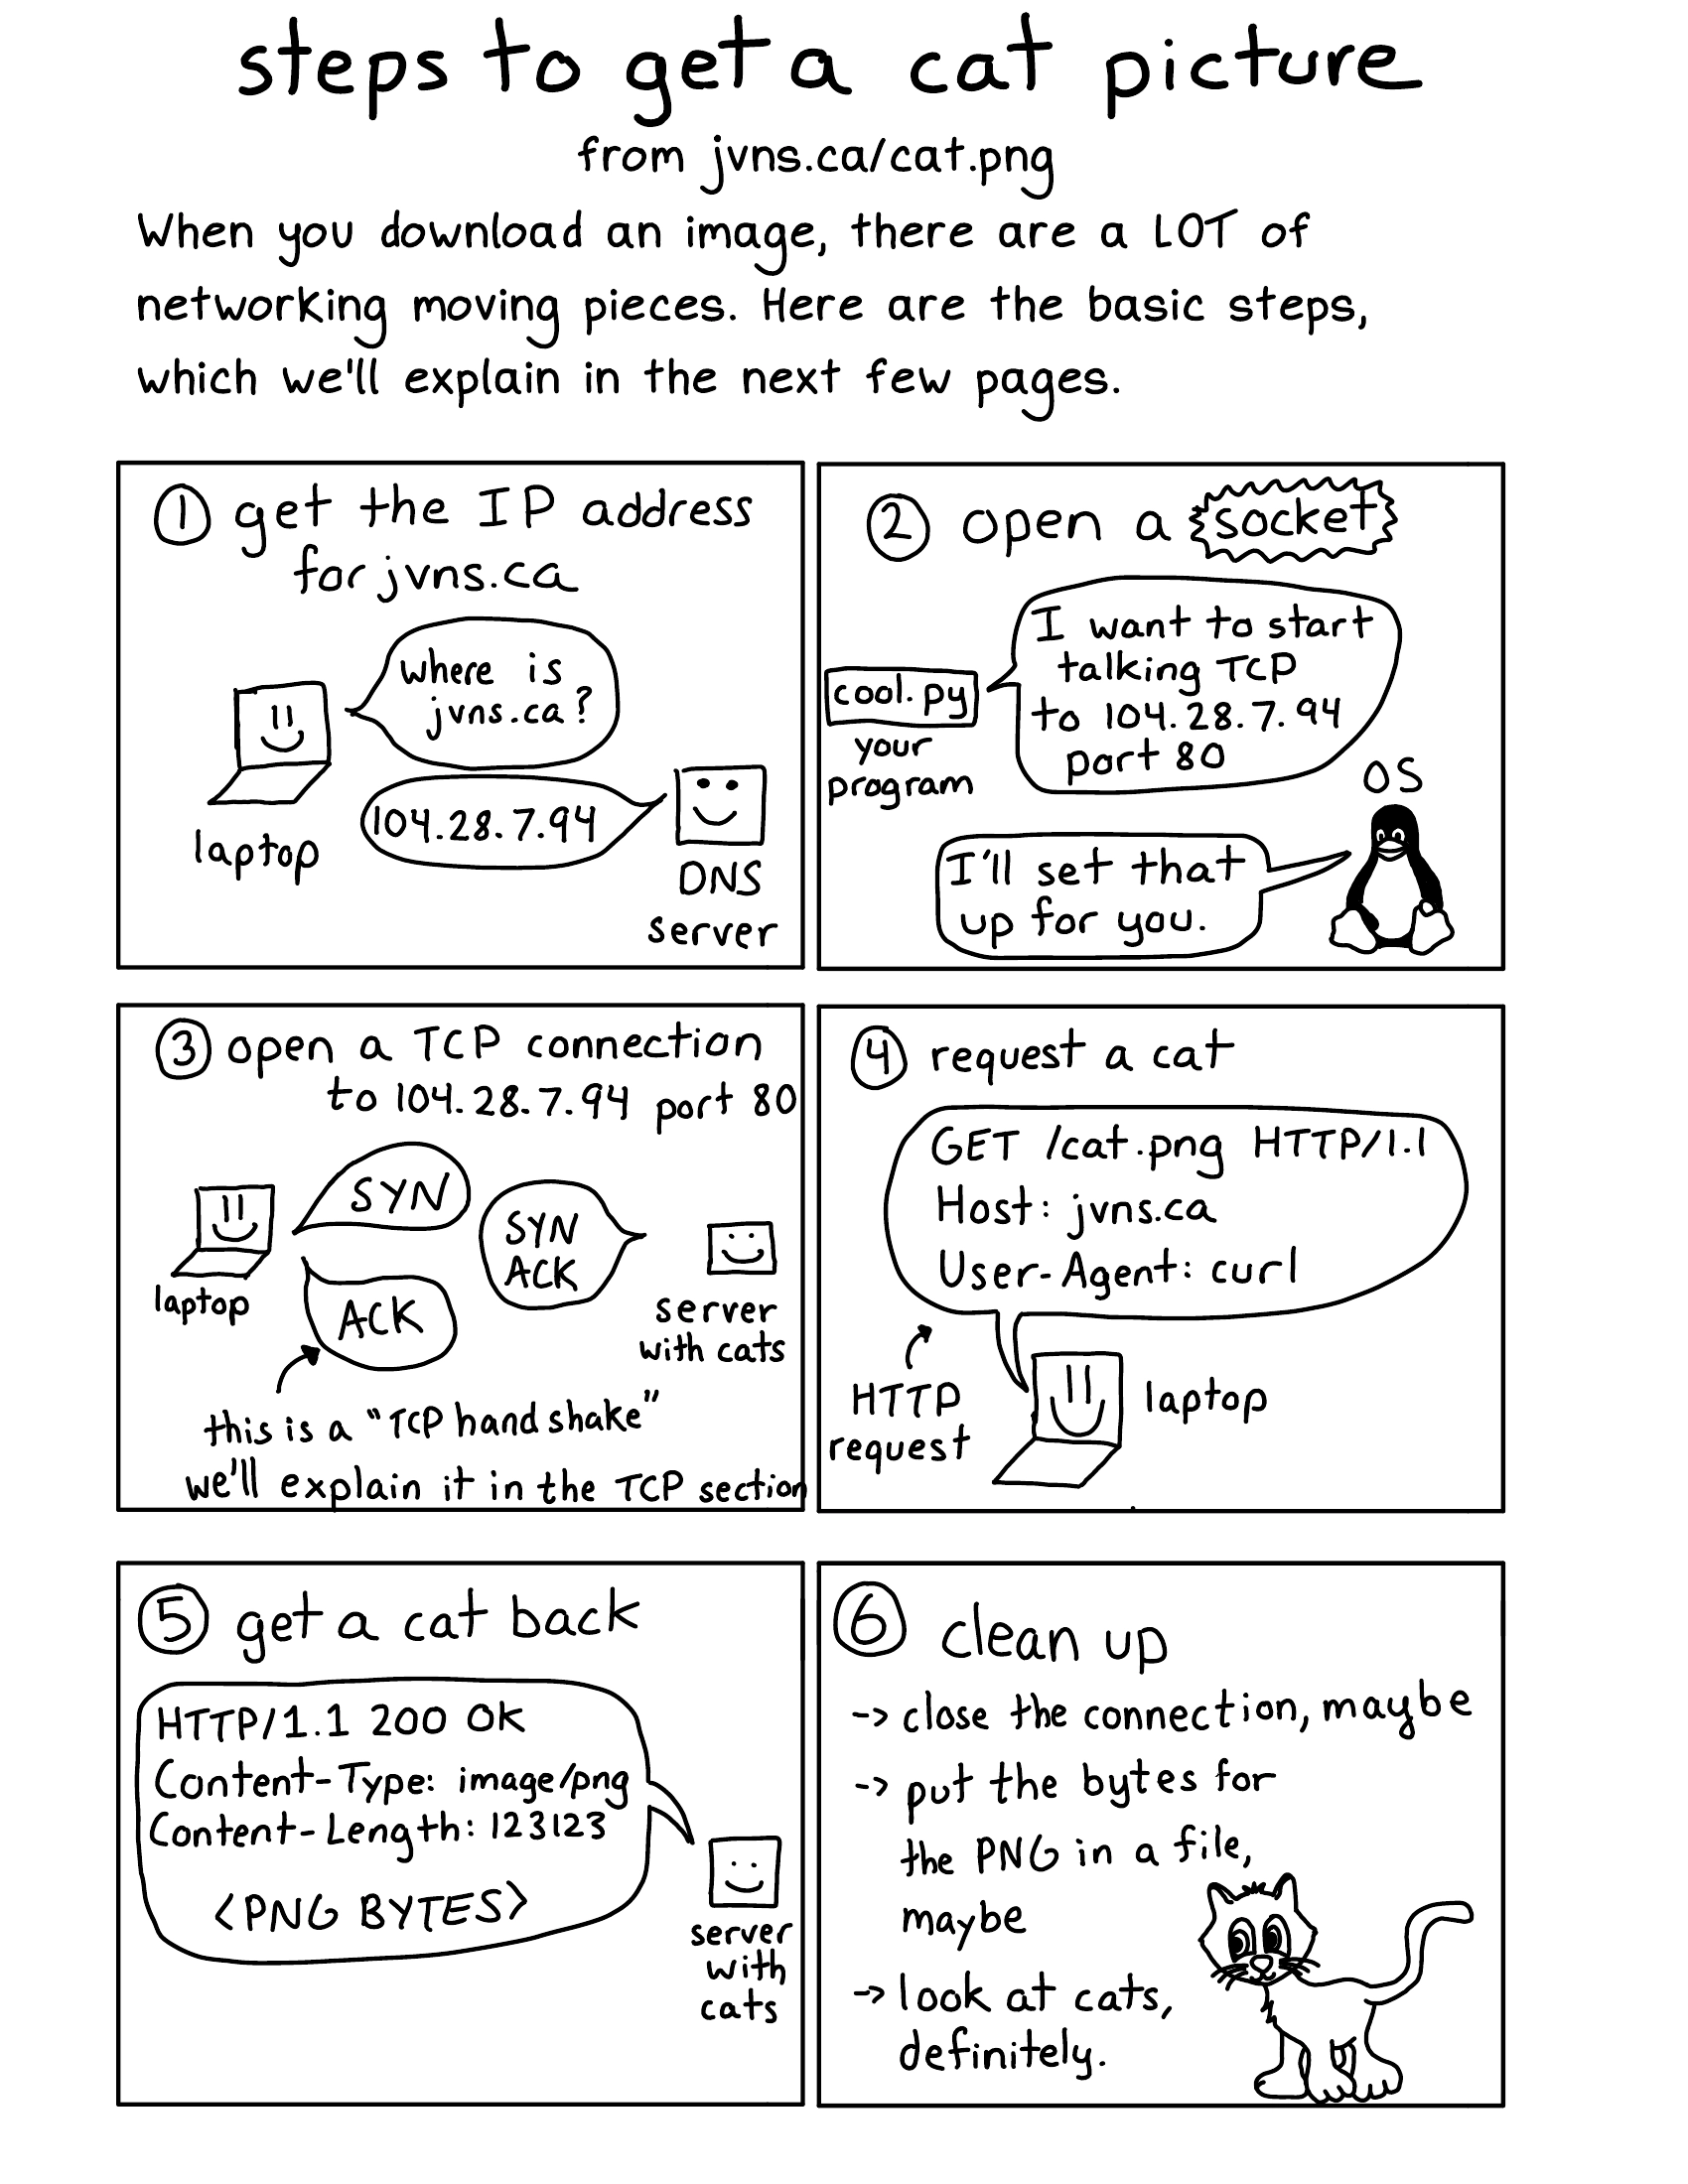 steps to get a cat picture
from jvns.ca/cat.png
When you download an image, there are a LOT of
networking moving pieces. Here are the basic steps,
which we'll explain in the next few pages.
① get the IP address
for jvns.ca
where is
jvns.ca?
laptop
104.28.7.94
DNS
server
② open a socket
I want to start
talking TCP
to 104.28.7.94
port 80
cool.py
your
program
OS
I'll set that
up for you.
③ open a TCP connection
to 104.28.7.94 port 80
SYN
SYN
ACK
laptop
ACK
server
with cats
this is a "TCP handshake"
we'll explain it in the TCP section
④ request a cat
GET /cat.png HTTP/1.1
Host: jvns.ca
User-Agent: curl
HTTP
request
laptop
⑤ get a cat back
HTTP/1.1 200 OK
Content-Type: image/png
Content-Length: 123123
<PNG BYTES>
server
with
cats
⑥ clean up
-> close the connection, maybe
-> put the bytes for
the PNG in a file,
maybe
-> look at cats,
definitely.